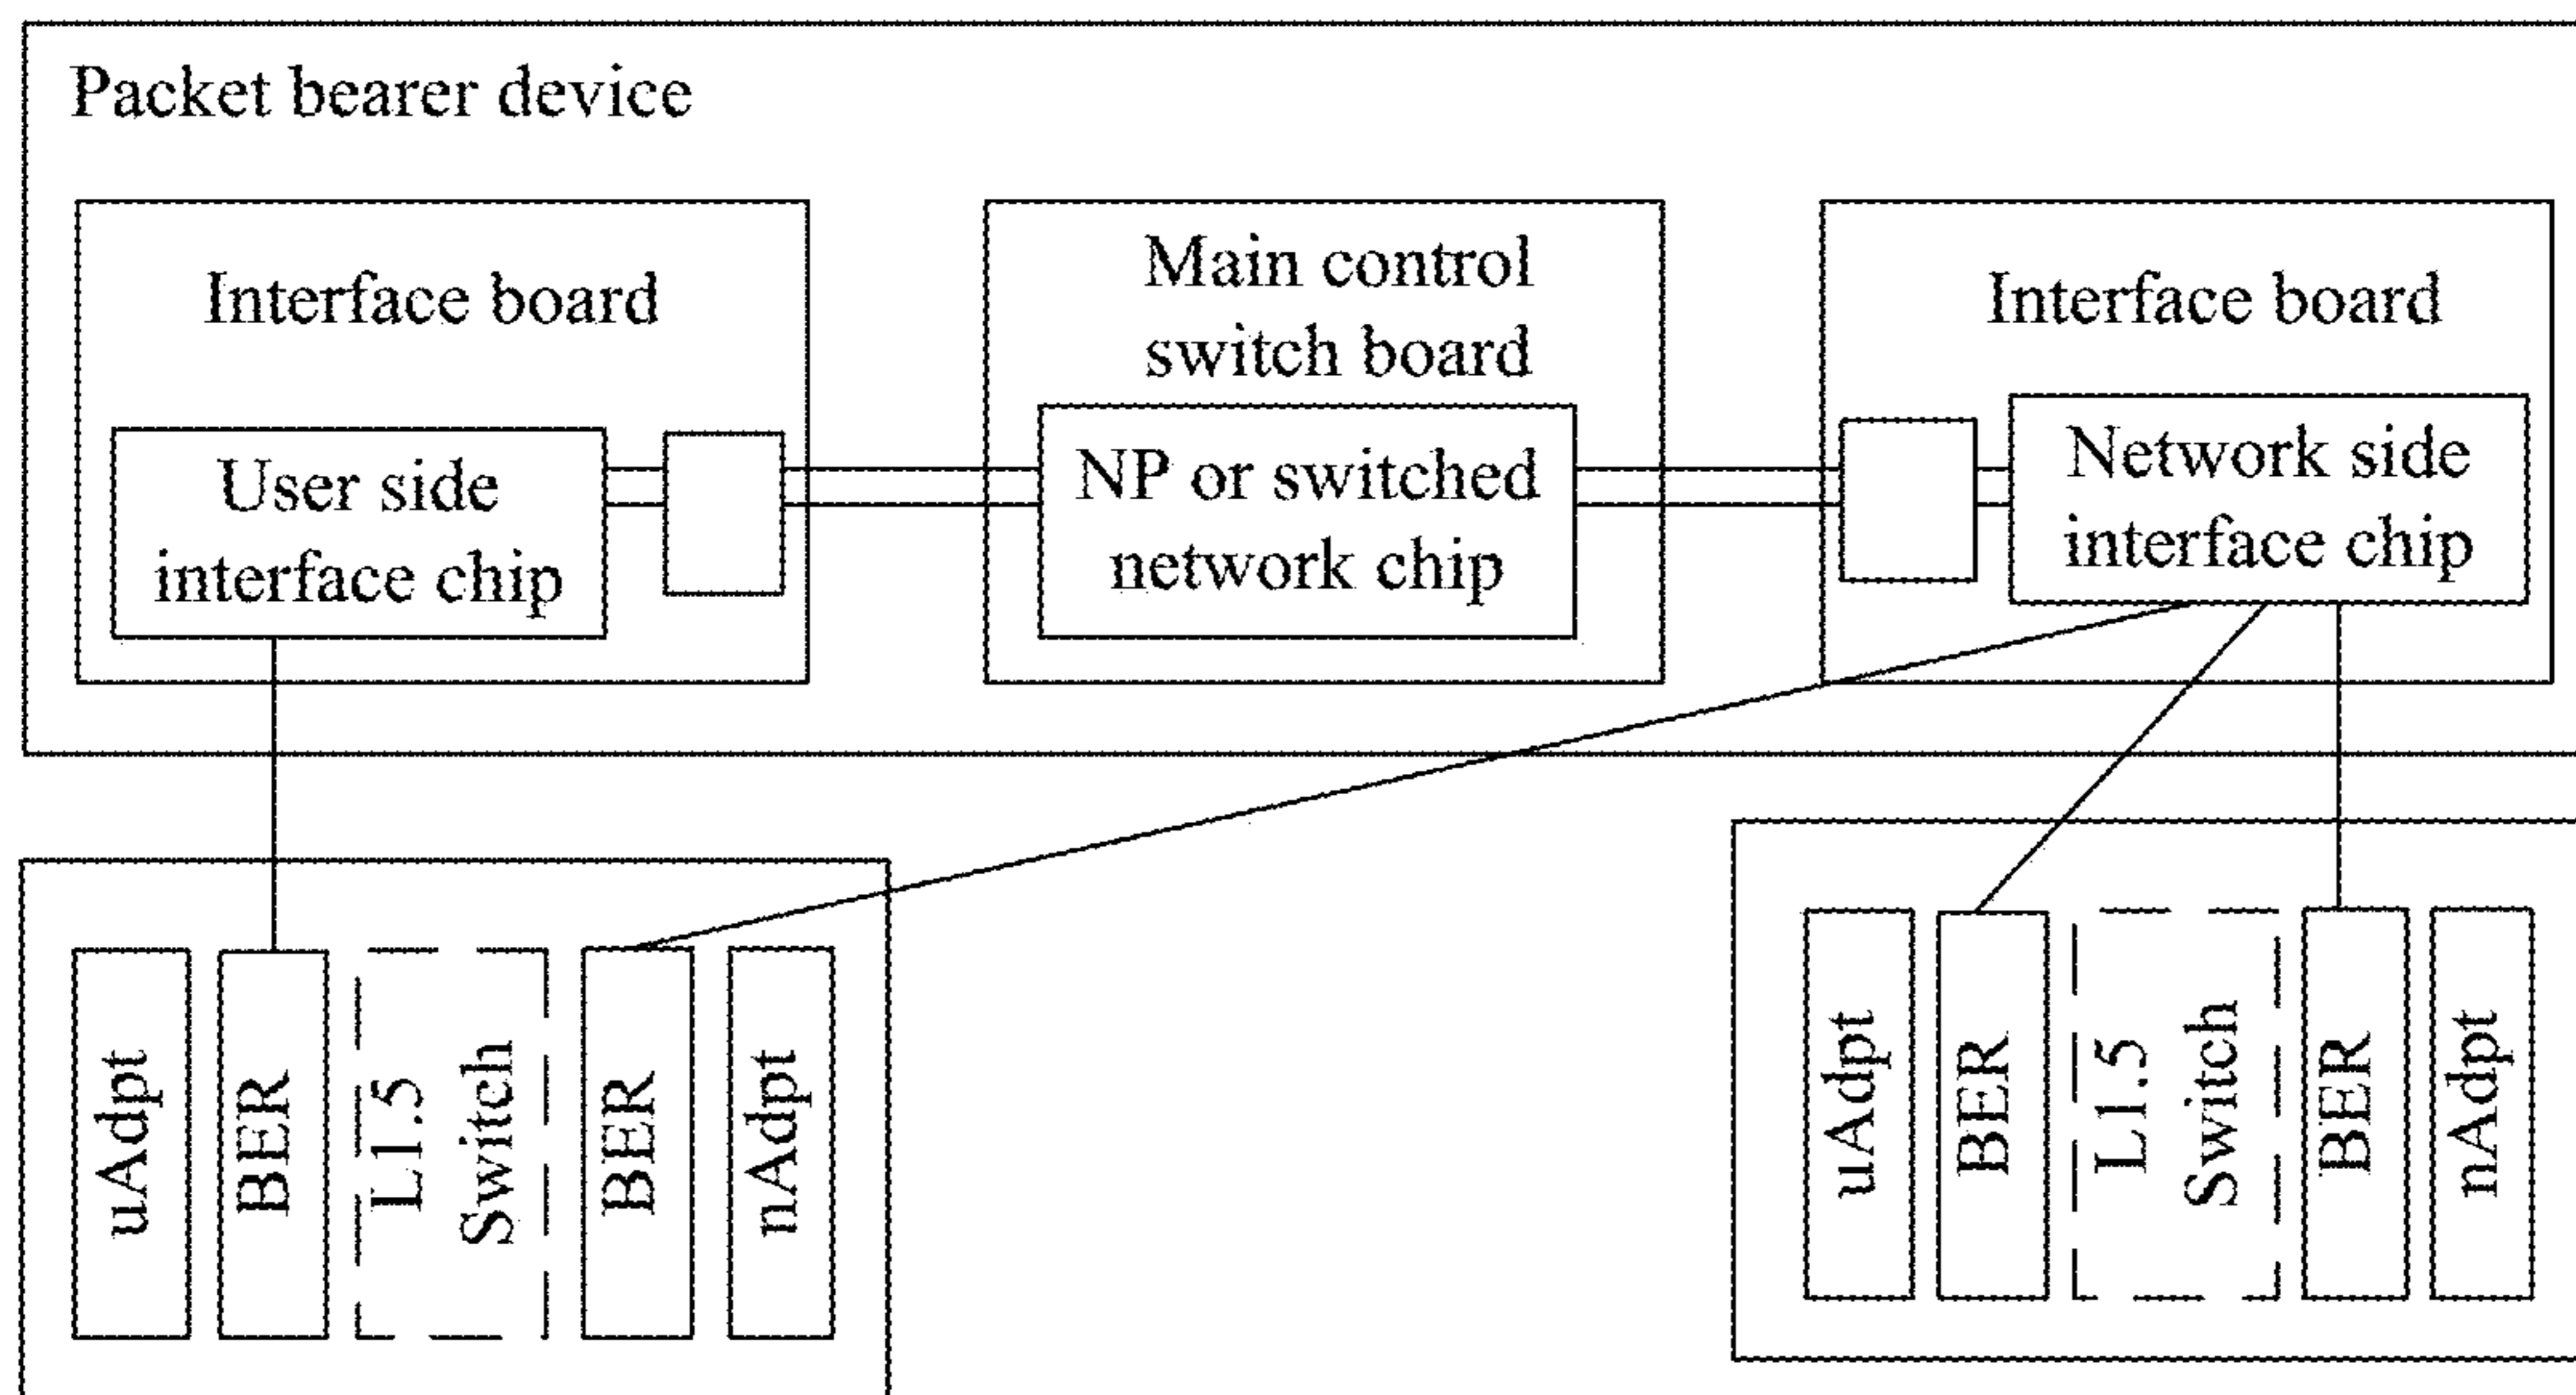 Packet bearer device
Interface board
User side
interface chip
Main control
switch board
NP or switched
network chip
Interface board
Network side
interface chip
uAdpt
BER
L1.5
Switch
BER
nAdpt
uAdpt
BER
L1.5
Switch
BER
nAdpt